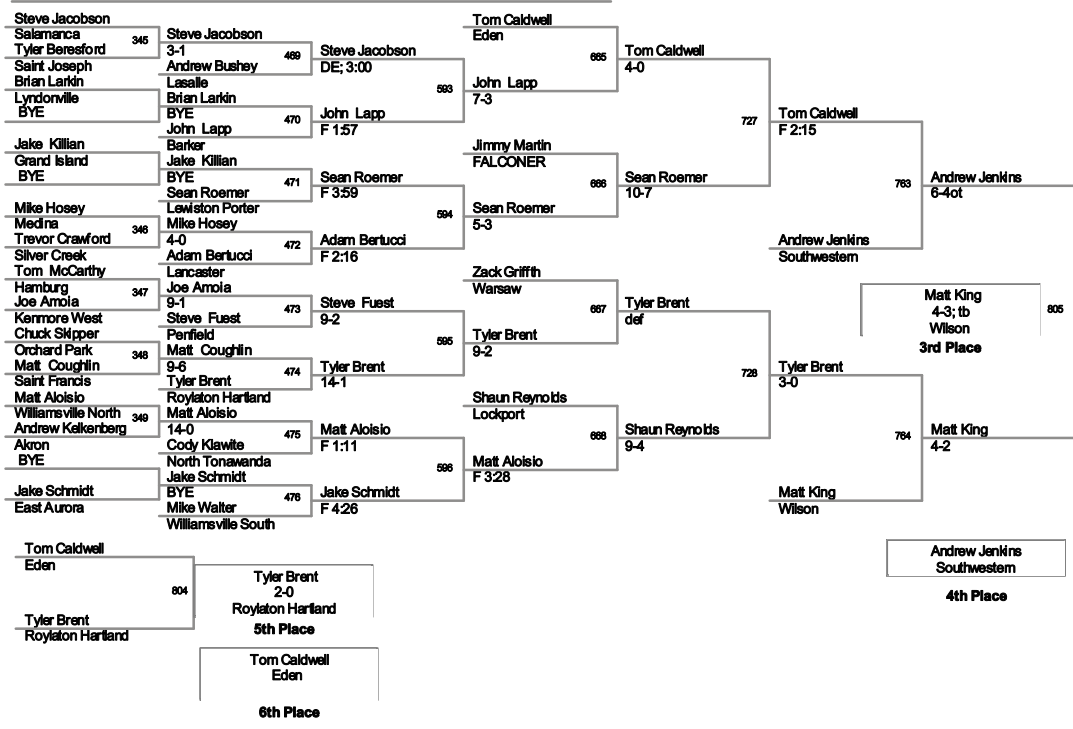 Steve Jacobson
Salamanca
345
Tyler Beresford
Saint Joseph
Brian Larkin
Lyndonville
BYE
Jake Killian
Grand Island
BYE
Mike Hosey
Medina
346
Trevor Crawford
Silver Creek
Tom McCarthy
Hamburg
347
Joe Amoia
Kenmore West
Chuck Skipper
Orchard Park
348
Matt Coughlin
Saint Francis
Matt Aloisio
Williamsville North
349
Andrew Kelkenberg
Akron
BYE
Jake Schmidt
East Aurora
Steve Jacobson
3-1
469
Andrew Bushey
Lasalle
Brian Larkin
BYE
470
John Lapp
Barker
Jake Killian
BYE
471
Sean Roemer
Lewiston Porter
Mike Hosey
4-0
472
Adam Bertucci
Lancaster
Joe Amoia
9-1
473
Steve Fuest
Penfield
Matt Coughlin
9-6
474
Tyler Brent
Roylaton Hartland
Matt Aloisio
14-0
475
Cody Klawite
North Tonawanda
Jake Schmidt
BYE
476
Mike Walter
Williamsville South
Steve Jacobson
DE; 3:00
593
John Lapp
F 1:57
Sean Roemer
F 3:59
594
Adam Bertucci
F 2:16
Steve Fuest
9-2
595
Tyler Brent
14-1
Matt Aloisio
F 1:11
596
Jake Schmidt
F 4:26
Tom Caldwell
Eden
665
John Lapp
7-3
Jimmy Martin
FALCONER
666
Sean Roemer
5-3
Zack Griffth
Warsaw
667
Tyler Brent
9-2
Shaun Reynolds
Lockport
668
Matt Aloisio
F 3:28
Tom Caldwell
4-0
727
Sean Roemer
10-7
Tyler Brent
def
728
Shaun Reynolds
9-4
Tom Caldwell
F 2:15
763
Andrew Jenkins
Southwestern
Tyler Brent
3-0
764
Matt King
Wilson
Andrew Jenkins
6-4ot
Matt King
4-3; tb
Wilson
805
3rd Place
Matt King
4-2
Andrew Jenkins
Southwestern
4th Place
Tom Caldwell
Eden
804
Tyler Brent
Roylaton Hartland
Tyler Brent
2-0
Roylaton Hartland
5th Place
Tom Caldwell
Eden
6th Place